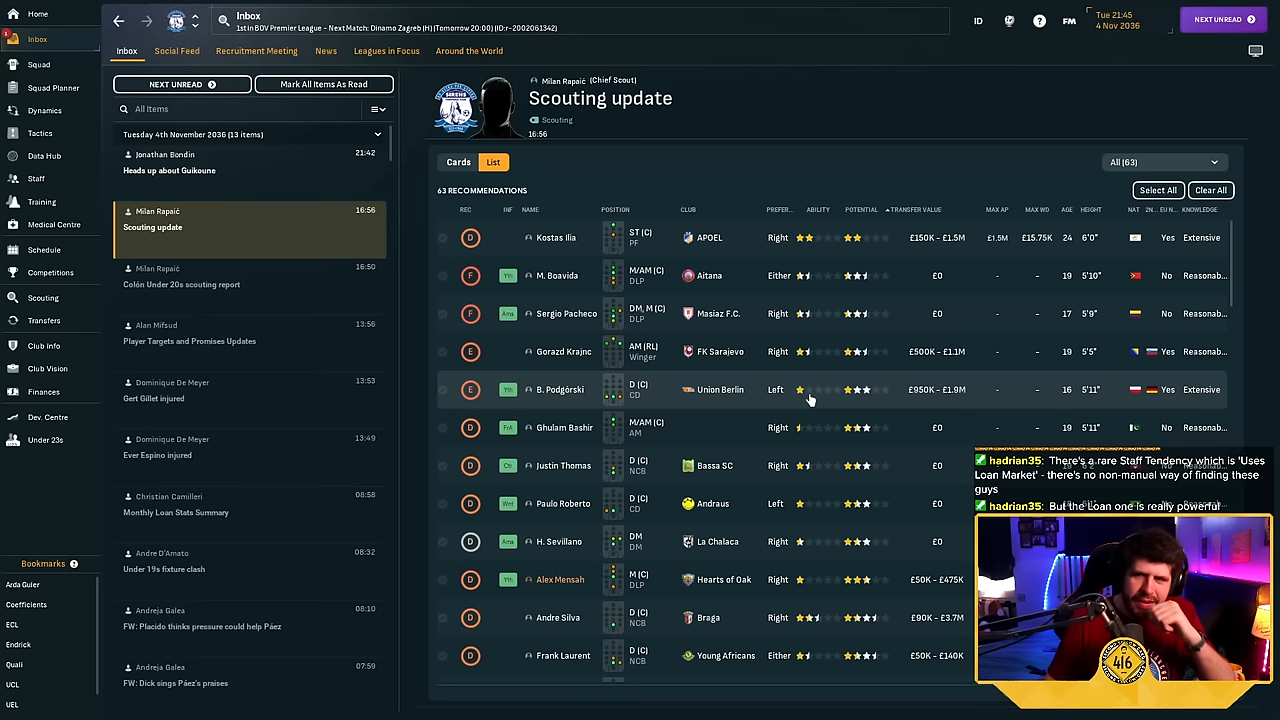 Home
Inbox
1
Squad
Squad Planner
Dynamics
Tactics
Data Hub
Staff
Training
Medical Centre
Schedule
Competitions
Scouting
Transfers
Club Info
Club Vision
Finances
Dev. Centre
Under 23s
Bookmarks
Arda Guler
Coefficients
ECL
Endrick
Quali
UCL
UEL
Inbox
1st in BOV Premier League - Next Match: Dinamo Zagreb (H) (Tomorrow 20:00) (ID:r-2002061342)
ID
FM
Tue 21:45
4 Nov 2036
NEXT UNREAD
Inbox
Social Feed
Recruitment Meeting
News
Leagues in Focus
Around the World
NEXT UNREAD
Mark All Items As Read
All Items
Tuesday 4th November 2036 (13 items)
Jonathan Bondin 21:42
Heads up about Guikoune
Milan Rapaić 16:56
Scouting update
Milan Rapaić 16:50
Colón Under 20s scouting report
Alan Mifsud 13:56
Player Targets and Promises Updates
Dominique De Meyer 13:53
Gert Gillet injured
Dominique De Meyer 13:49
Ever Espino injured
Christian Camilleri 08:58
Monthly Loan Stats Summary
Andre D'Amato 08:32
Under 19s fixture clash
Andreja Galea 08:10
FW: Placido thinks pressure could help Páez
Andreja Galea 07:59
FW: Dick sings Páez's praises
SIRENS
Milan Rapaić (Chief Scout)
Scouting update
Scouting
16:56
Cards List All (63)
63 RECOMMENDATIONS Select All Clear All
REC INF NAME POSITION CLUB PREFER... ABILITY POTENTIAL TRANSFER VALUE MAX AP MAX WD AGE HEIGHT NAT 2N... EU N... KNOWLEDGE
D Kostas Ilia ST (C) PF APOEL Right £150K - £1.5M £1.5M £15.75K 24 6'0" Yes Extensive
F Yth M. Boavida M/AM (C) DLP Aitana Either £0 - - 19 5'10" No Reasonab...
F Ama Sergio Pacheco DM, M (C) DLP Masiaz F.C. Right £0 - - 17 5'9" No Reasonab...
E Gorazd Krajnc AM (RL) Winger FK Sarajevo Right £500K - £1.1M - - 19 5'5" Yes Reasonab...
E Yth B. Podgórski D (C) CD Union Berlin Left £950K - £1.9M - - 16 5'11" Yes Extensive
D FrA Ghulam Bashir M/AM (C) AM Right £0 - - 19 5'11" No Reasonab...
D Ctr Justin Thomas D (C) NCB Bassa SC Right £0
D Wnt Paulo Roberto D (C) CD Andraus Left £0
D Ama H. Sevillano DM DM La Chalaca Right £0
D Yth Alex Mensah M (C) DLP Hearts of Oak Right £50K - £475K
D Andre Silva D (C) NCB Braga Right £90K - £3.7M
D Frank Laurent D (C) NCB Young Africans Either £50K - £140K
hadrian35: There's a rare Staff Tendency which is 'Uses
Loan Market' - there's no non-manual way of finding these
guys
hadrian35: But the Loan one is really powerful
416